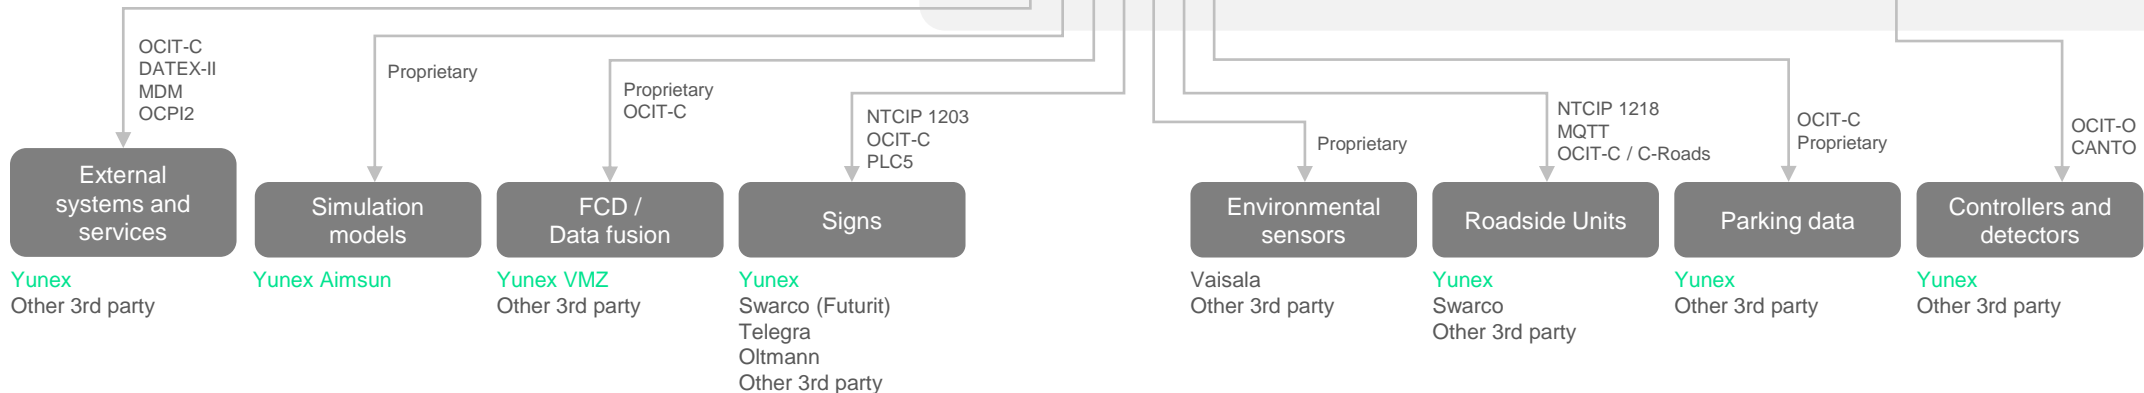 OCIT-C
DATEX-II
MDM
OCPI2
External
systems and
services
Yunex
Other 3rd party
Proprietary
Simulation
models
Yunex Aimsun
Proprietary
OCIT-C
FCD /
Data fusion
Yunex VMZ
Other 3rd party
NTCIP 1203
OCIT-C
PLC5
Signs
Yunex
Swarco (Futurit)
Telegra
Oltmann
Other 3rd party
Proprietary
Environmental
sensors
Vaisala
Other 3rd party
NTCIP 1218
MQTT
OCIT-C / C-Roads
Roadside Units
Yunex
Swarco
Other 3rd party
OCIT-C
Proprietary
Parking data
Yunex
Other 3rd party
OCIT-O
CANTO
Controllers and
detectors
Yunex
Other 3rd party